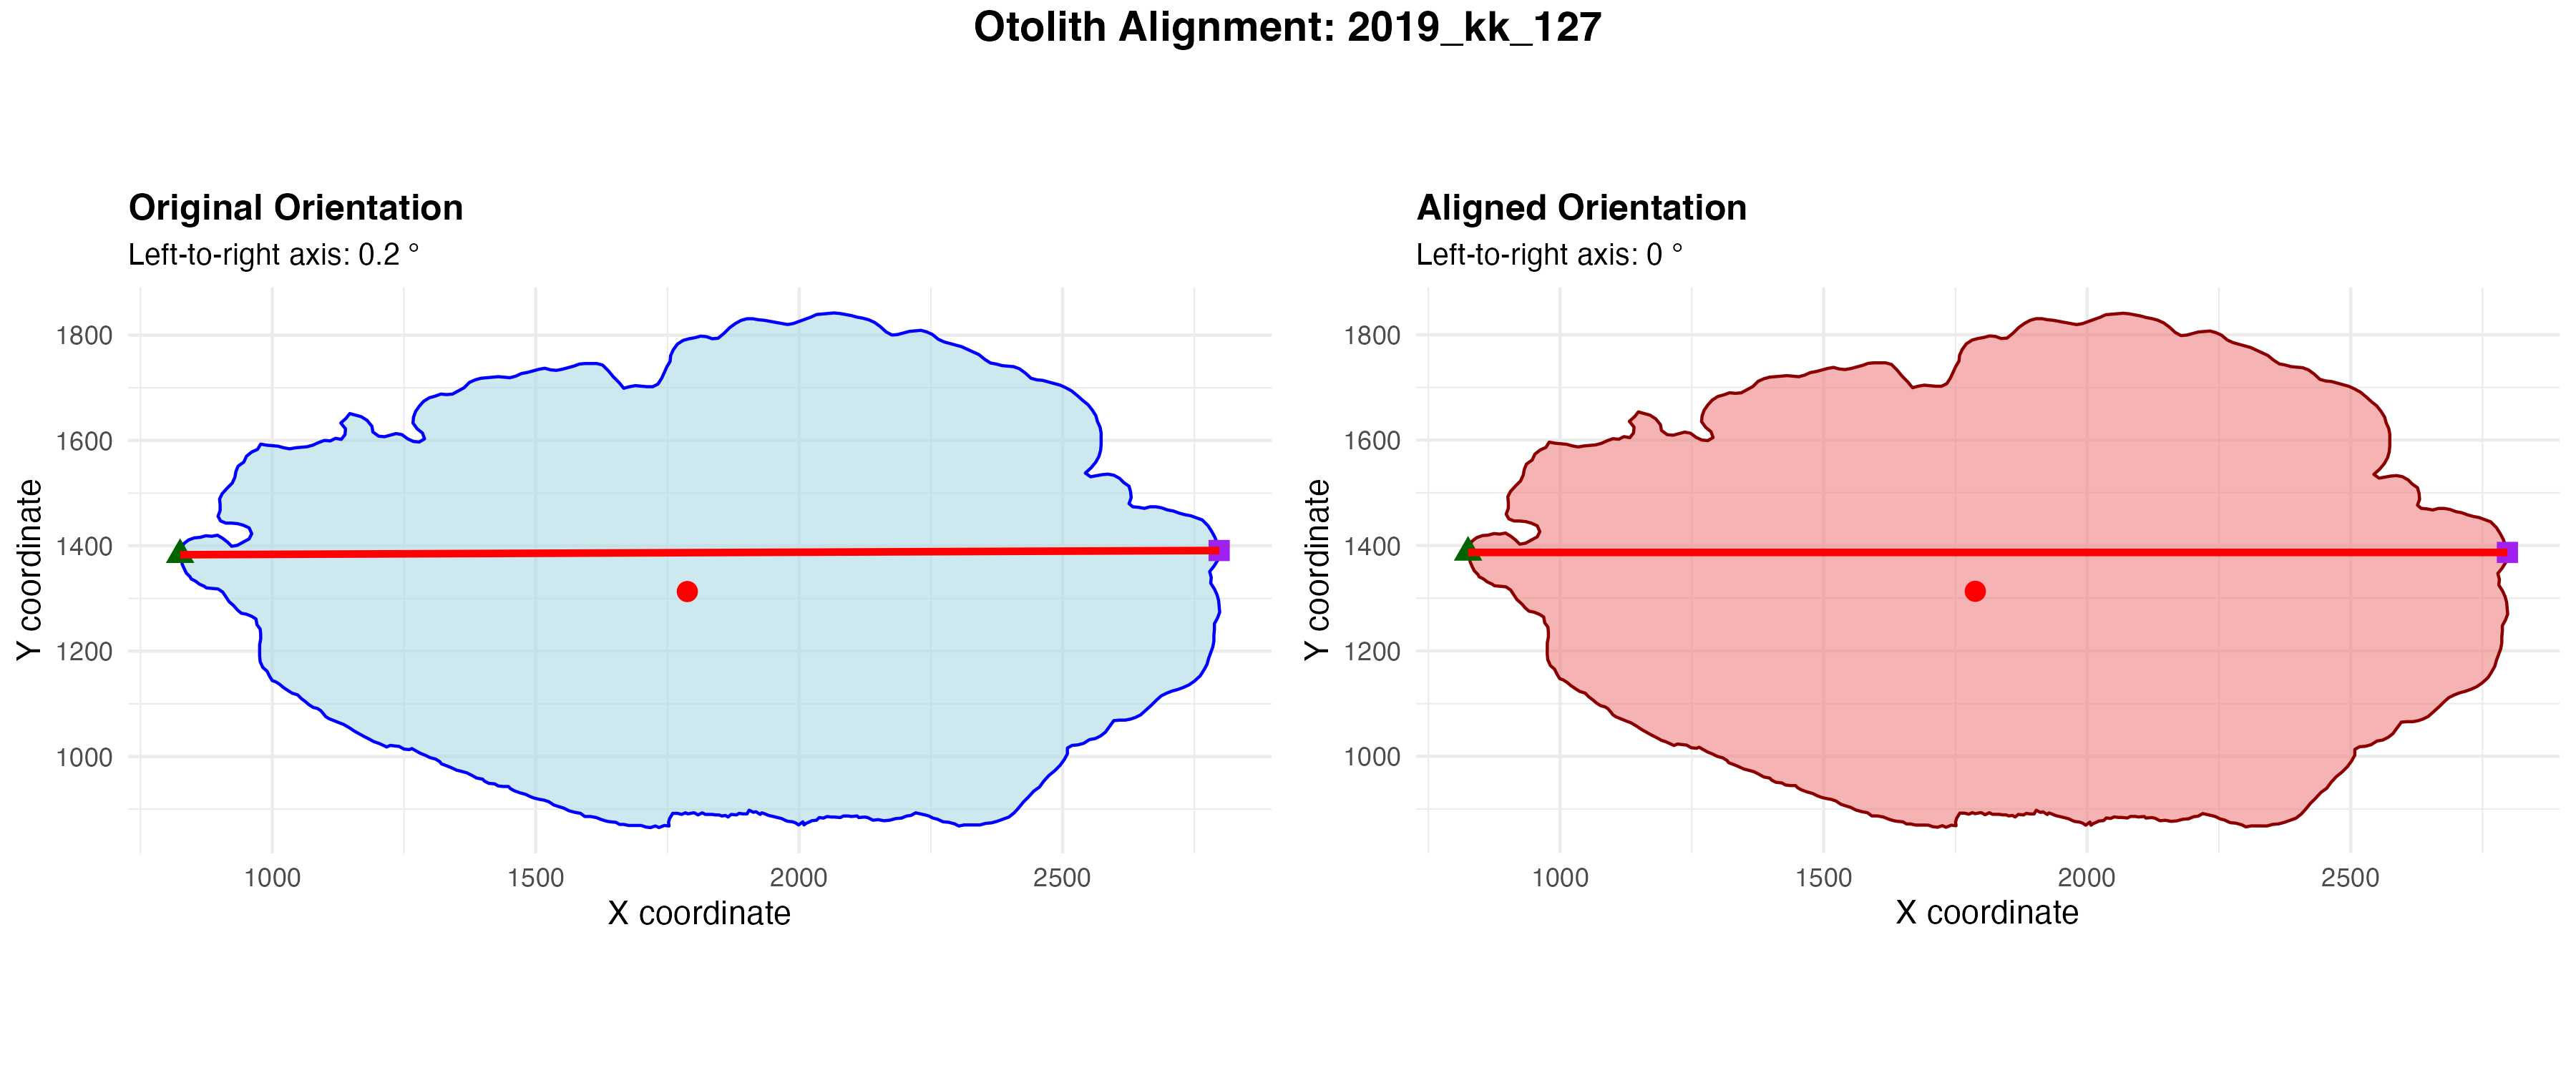 Otolith Alignment: 2019_kk_127
Original Orientation
Left-to-right axis: 0.2 °
1800
1600
1400
1200
1000
Y coordinate
1000 1500 2000 2500
X coordinate
Aligned Orientation
Left-to-right axis: 0 °
1800
1600
1400
1200
1000
Y coordinate
1000 1500 2000 2500
X coordinate